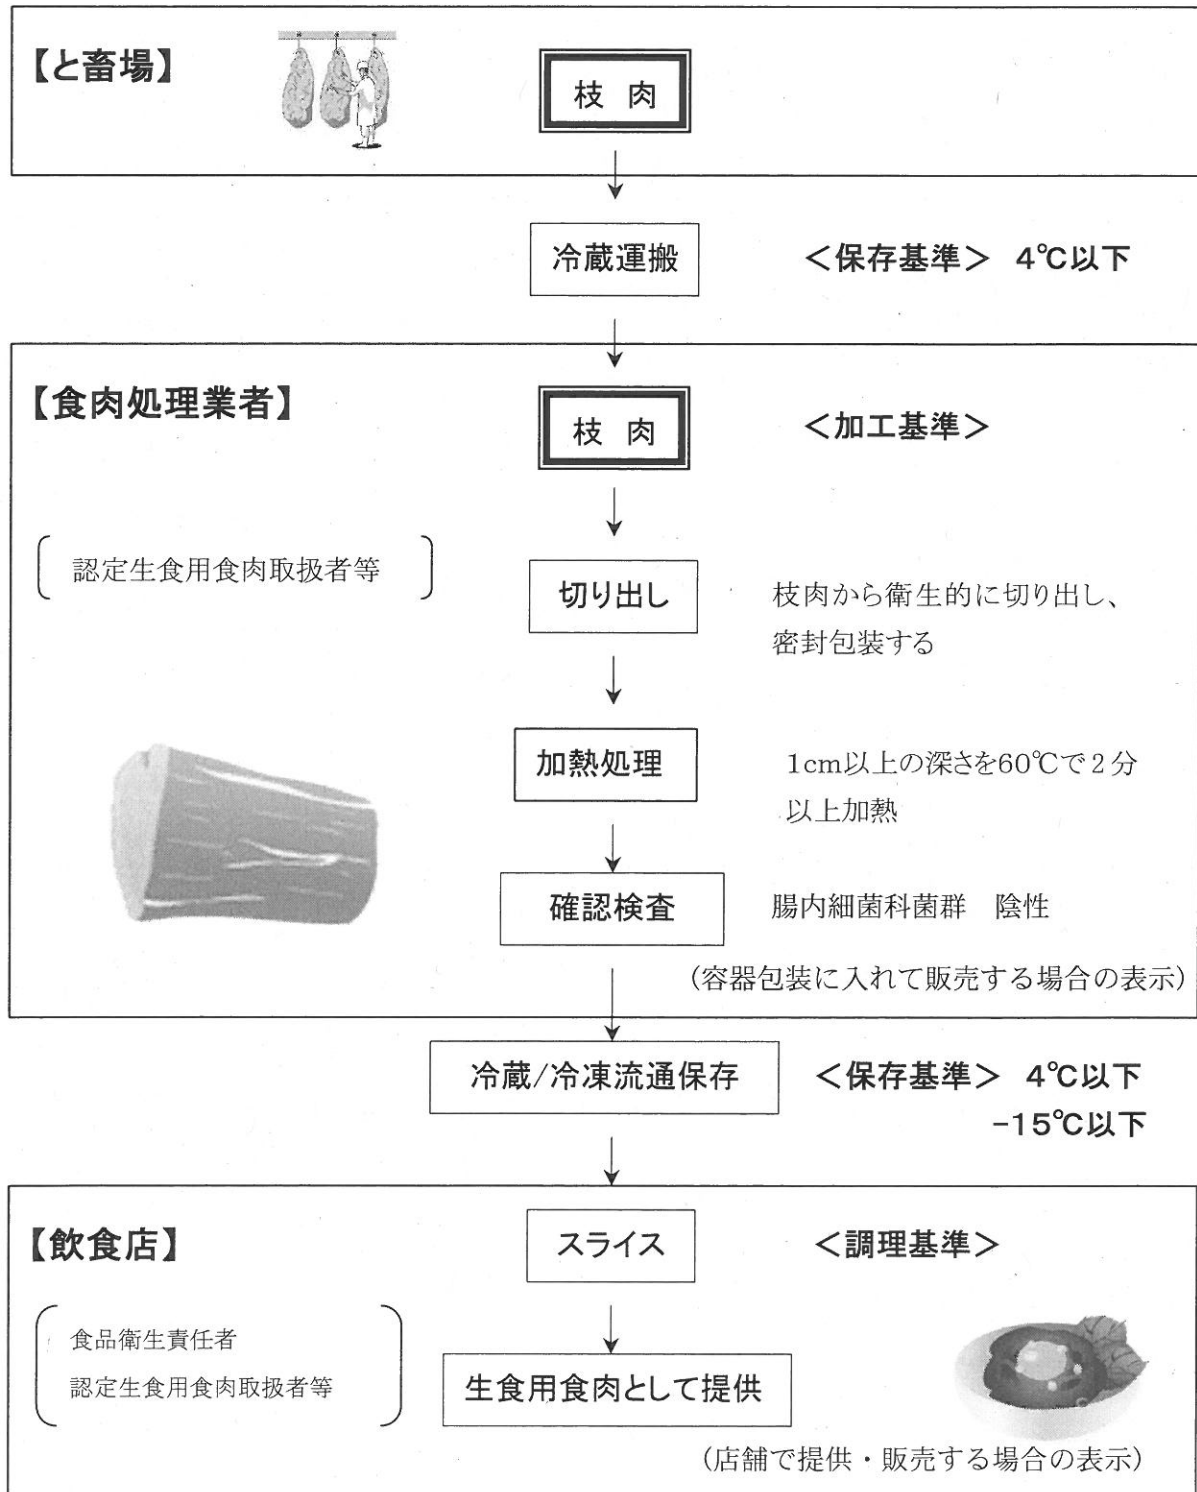 【と畜場】
枝 肉
冷蔵運搬
＜保存基準＞ 4℃以下
【食肉処理業者】
枝 肉
＜加工基準＞
認定生食用食肉取扱者等
切り出し
枝肉から衛生的に切り出し、
密封包装する
加熱処理
1cm以上の深さを60℃で2分
以上加熱
確認検査
腸内細菌科菌群 陰性
(容器包装に入れて販売する場合の表示)
冷蔵/冷凍流通保存
＜保存基準＞ 4℃以下
-15℃以下
【飲食店】
スライス
＜調理基準＞
食品衛生責任者
認定生食用食肉取扱者等
生食用食肉として提供
(店舗で提供・販売する場合の表示)